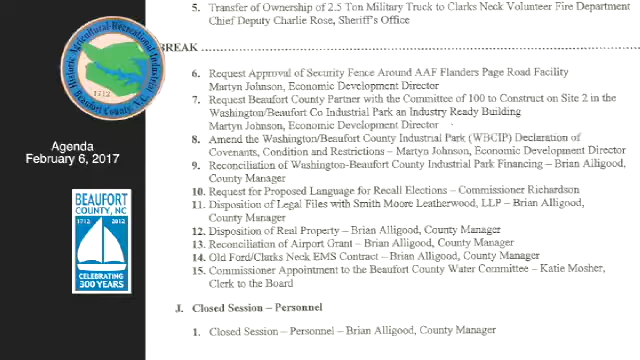 5. Transfer of Ownership of 2.5 Ton Military Truck to Clarks Neck Volunteer Fire Department
Chief Deputy Charlie Rose, Sheriff's Office
BREAK
6. Request Approval of Security Fence Around AAF Flanders Page Road Facility
Martyn Johnson, Economic Development Director
7. Request Beaufort County Partner with the Committee of 100 to Construct on Site 2 in the
Washington/Beaufort Co Industrial Park an Industry Ready Building
Martyn Johnson, Economic Development Director
8. Amend the Washington/Beaufort County Industrial Park (WBCIP) Declaration of
Covenants, Condition and Restrictions – Martyn Johnson, Economic Development Director
9. Reconciliation of Washington-Beaufort County Industrial Park Financing – Brian Alligood,
County Manager
10. Request for Proposed Language for Recall Elections – Commissioner Richardson
11. Disposition of Legal Files with Smith Moore Leatherwood, LLP – Brian Alligood,
County Manager
12. Disposition of Real Property – Brian Alligood, County Manager
13. Reconciliation of Airport Grant – Brian Alligood, County Manager
14. Old Ford/Clarks Neck EMS Contract – Brian Alligood, County Manager
15. Commissioner Appointment to the Beaufort County Water Committee – Katie Mosher,
Clerk to the Board
J. Closed Session – Personnel
1. Closed Session – Personnel – Brian Alligood, County Manager
Historic Agricultural Recreational Industrial
1712
Beaufort County, N.C.
Agenda
February 6, 2017
BEAUFORT
COUNTY, NC
1712 2012
CELEBRATING
300 YEARS